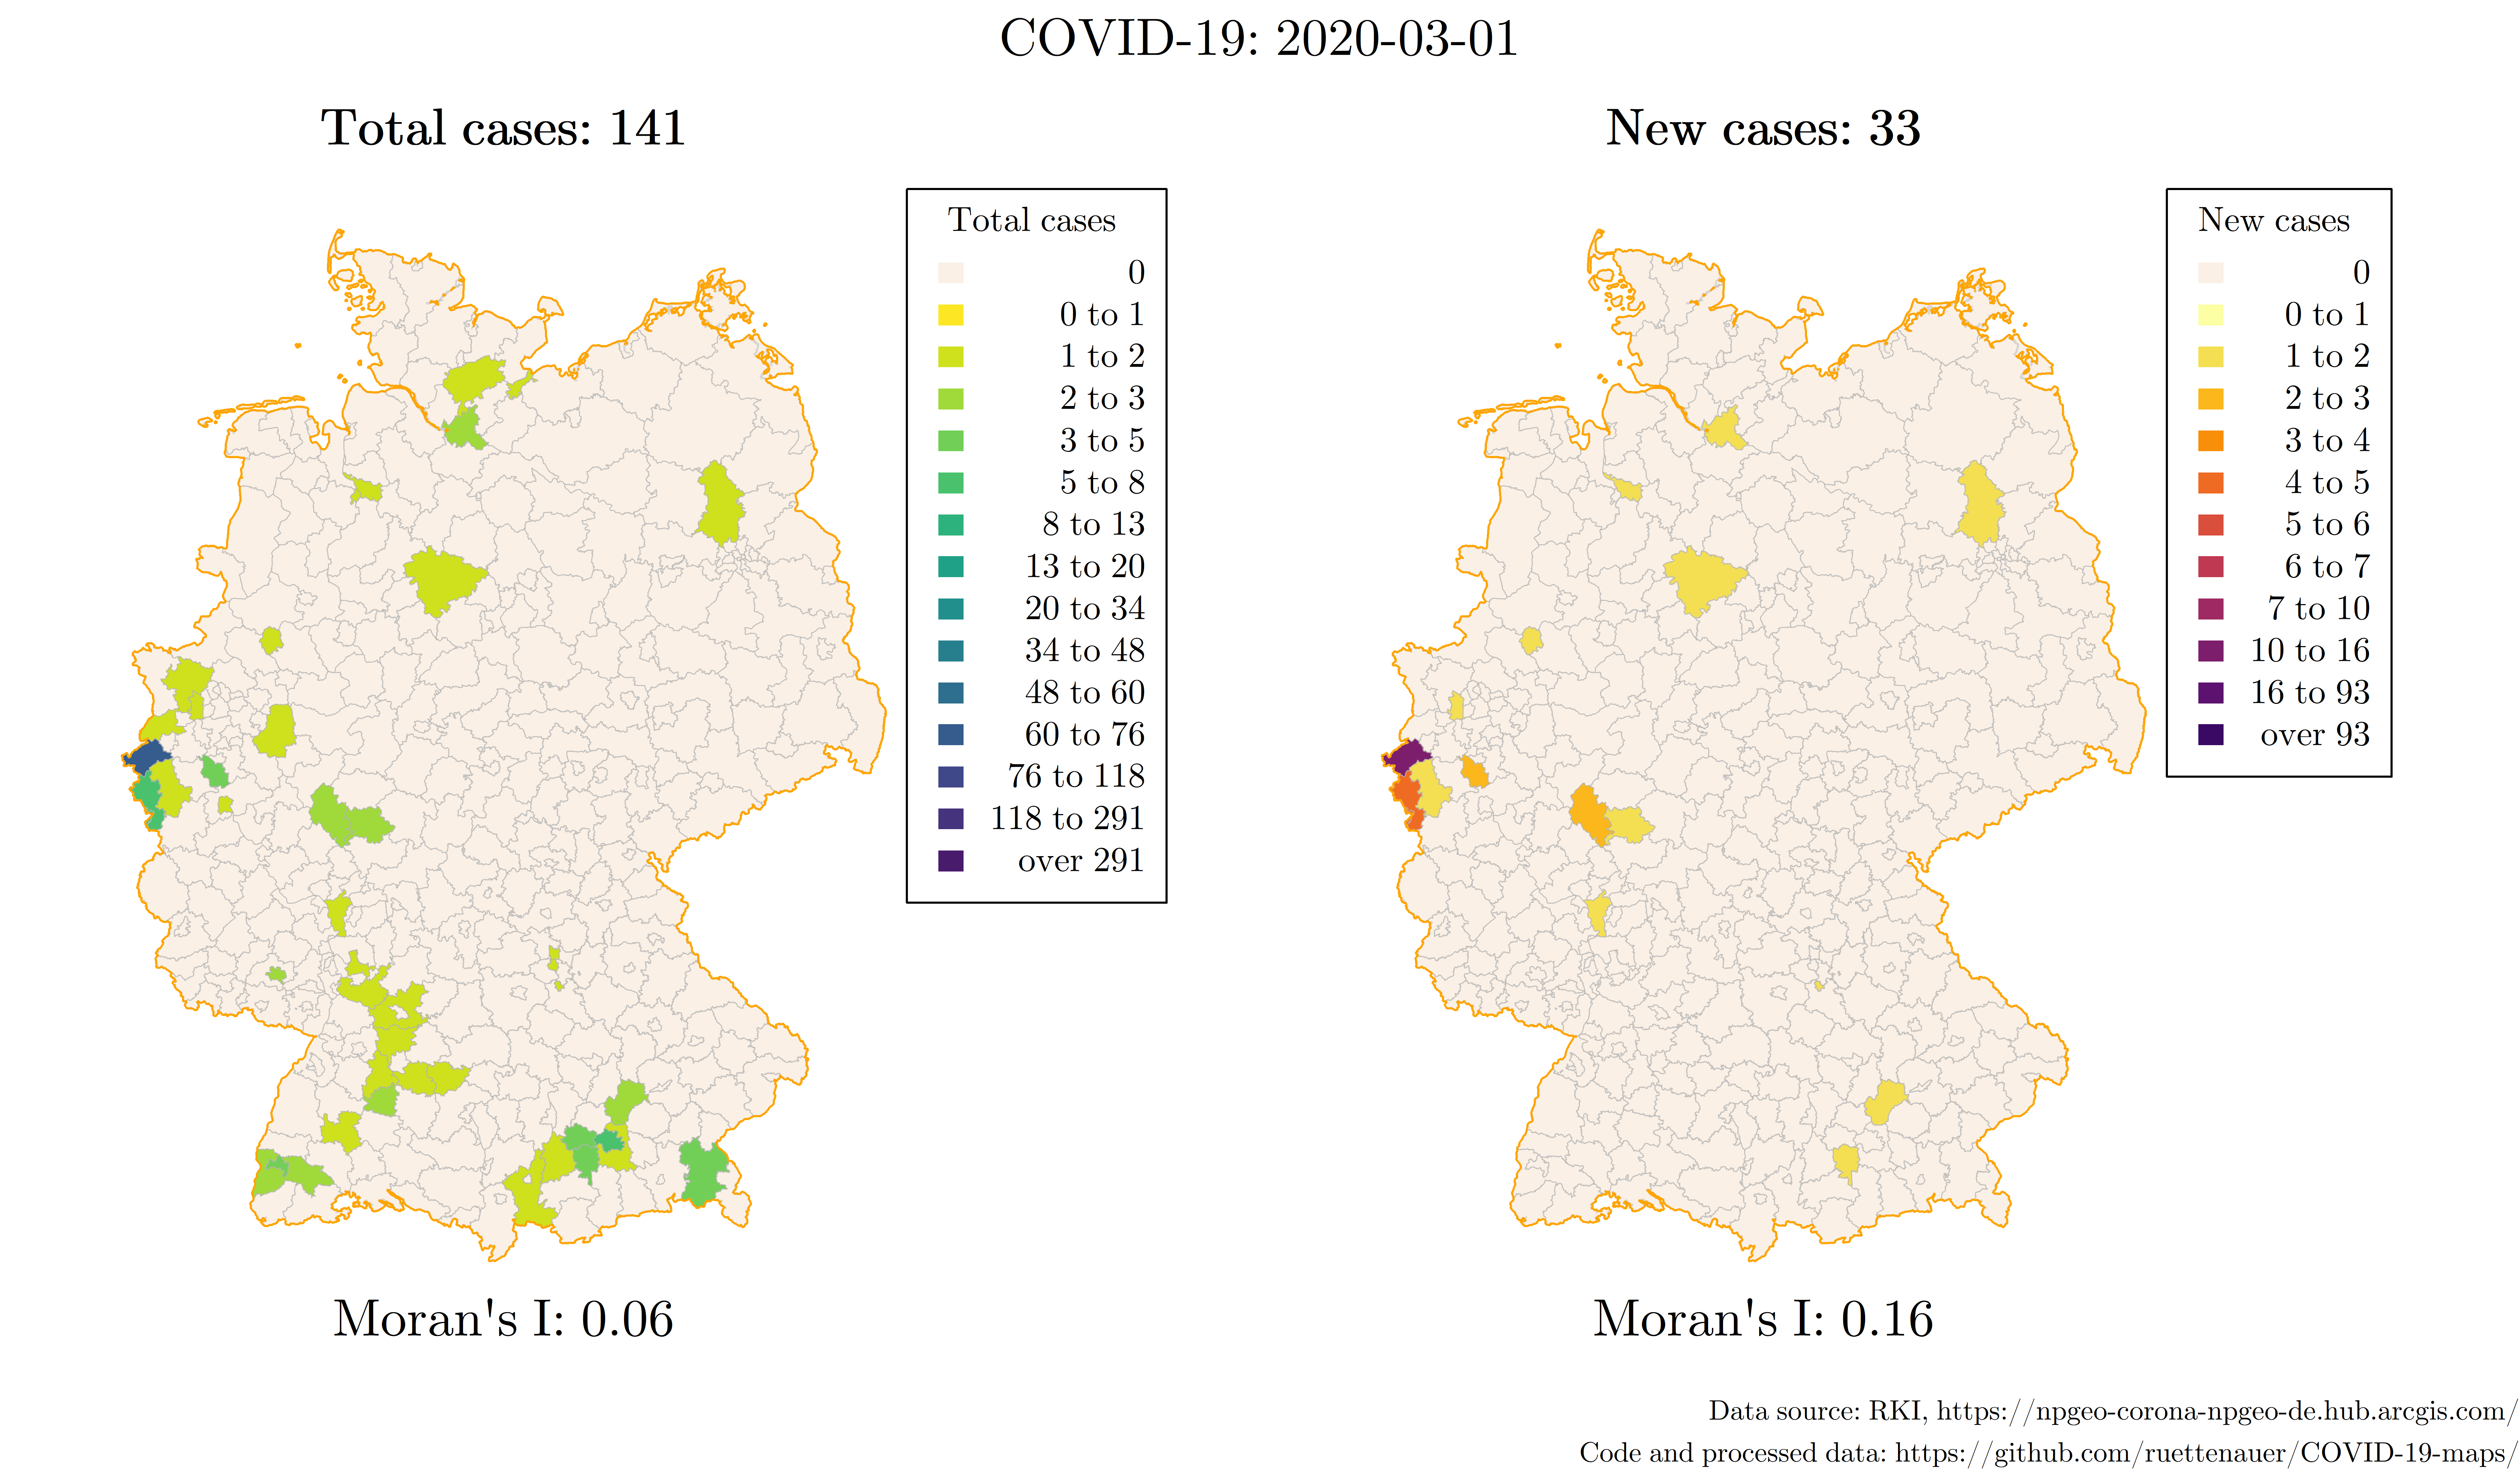 COVID-19: 2020-03-01
Total cases: 141
Total cases
0
0 to 1
1 to 2
2 to 3
3 to 5
5 to 8
8 to 13
13 to 20
20 to 34
34 to 48
48 to 60
60 to 76
76 to 118
118 to 291
over 291
Moran's I: 0.06
New cases: 33
New cases
0
0 to 1
1 to 2
2 to 3
3 to 4
4 to 5
5 to 6
6 to 7
7 to 10
10 to 16
16 to 93
over 93
Moran's I: 0.16
Data source: RKI, https://npgeo-corona-npgeo-de.hub.arcgis.com/
Code and processed data: https://github.com/ruettenauer/COVID-19-maps/